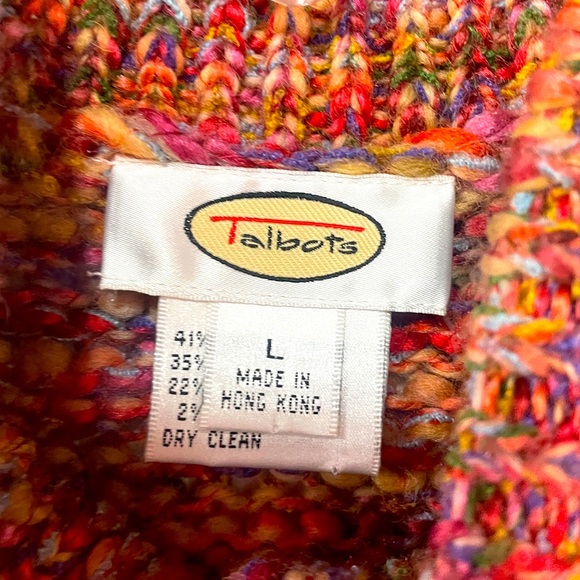 Talbots
41%
35%
22%
2%
DRY CLEAN
L
MADE IN
HONG KONG